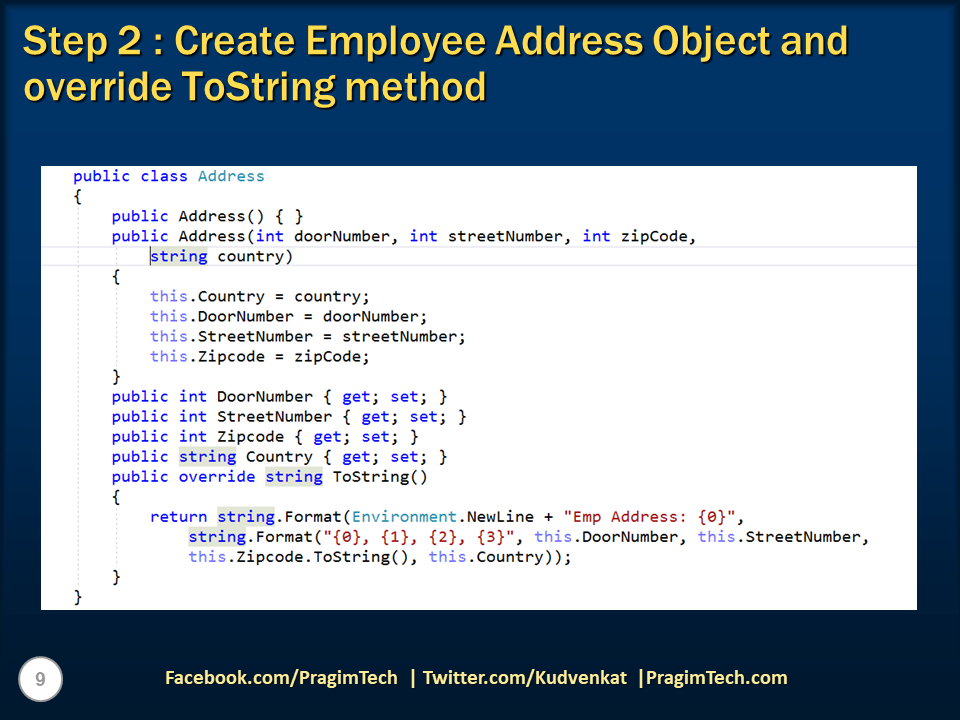 Step 2 : Create Employee Address Object and
override ToString method
public class Address
{
public Address() { }
public Address(int doorNumber, int streetNumber, int zipCode,
string country)
{
this.Country = country;
this.DoorNumber = doorNumber;
this.StreetNumber = streetNumber;
this.Zipcode = zipCode;
}
public int DoorNumber { get; set; }
public int StreetNumber { get; set; }
public int Zipcode { get; set; }
public string Country { get; set; }
public override string ToString()
{
return string.Format(Environment.NewLine + "Emp Address: {0}",
string.Format("{0}, {1}, {2}, {3}", this.DoorNumber, this.StreetNumber,
this.Zipcode.ToString(), this.Country));
}
}
9
Facebook.com/PragimTech | Twitter.com/Kudvenkat |PragimTech.com